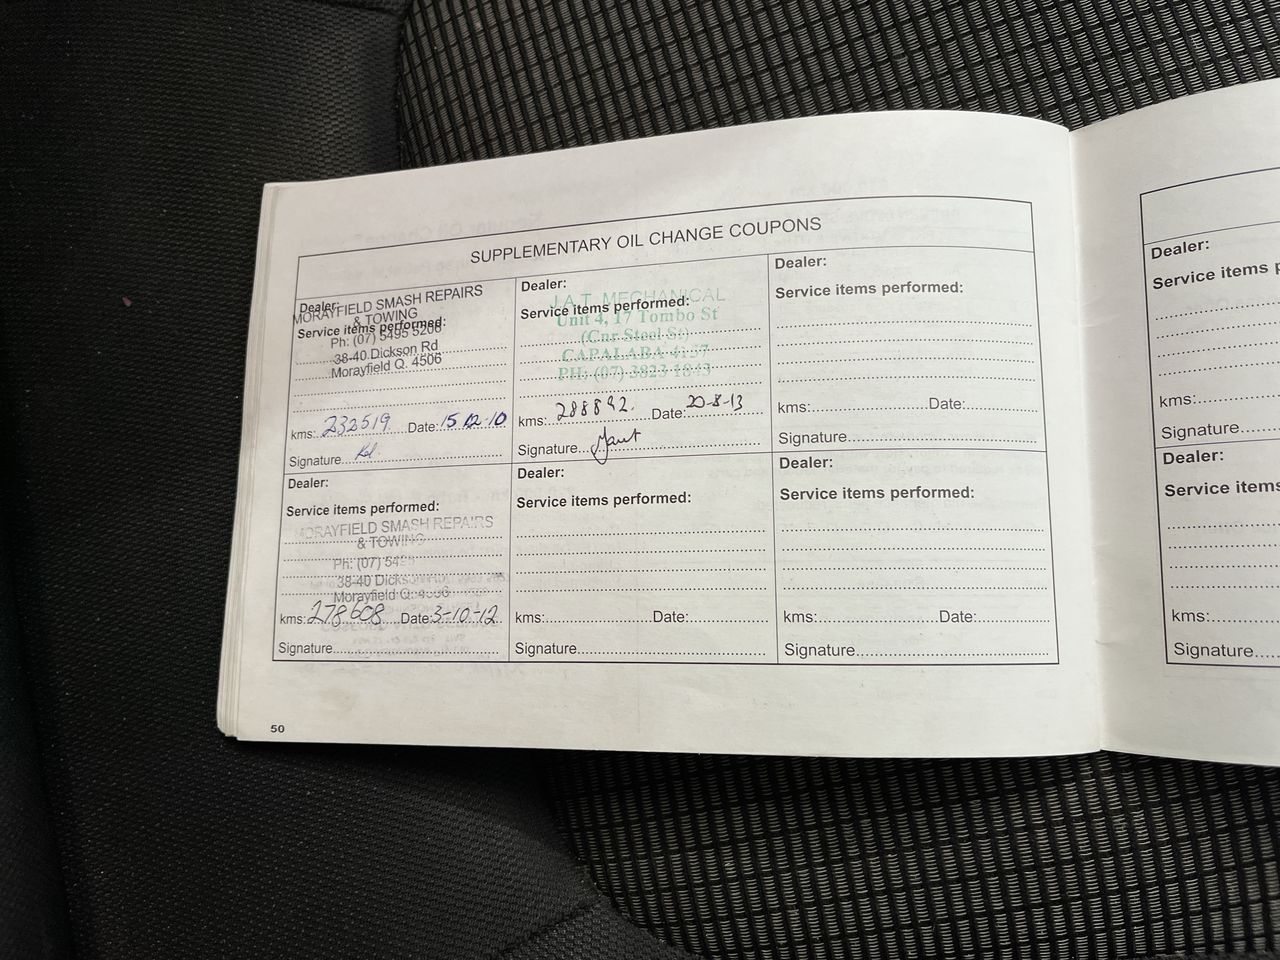 SUPPLEMENTARY OIL CHANGE COUPONS
Dealer:
MORAYFIELD SMASH REPAIRS
& TOWING
Service items performed:
Ph: (07) 5495 5208
38-40 Dickson Rd
Morayfield Q. 4506
kms: 232519 Date: 15-12-10
Signature
Dealer:
J.A.T. MECHANICAL
Service items performed:
Unit 4, 17 Tombo St
(Cnr Steel St)
CAPALABA 4157
PH: (07) 3823 1843
kms: 288892. Date: 20-8-13
Signature
Dealer:
Service items performed:
kms: Date:
Signature
Dealer:
Service items performed:
MORAYFIELD SMASH REPAIRS
& TOWING
Ph: (07) 54
38-40 Dicks
Morayfield Q.
kms: 278608 Date: 3-10-12
Signature
Dealer:
Service items performed:
kms: Date:
Signature
Dealer:
Service items performed:
kms: Date:
Signature
50
Dealer:
Service items p
kms:
Signature
Dealer:
Service items
kms:
Signature